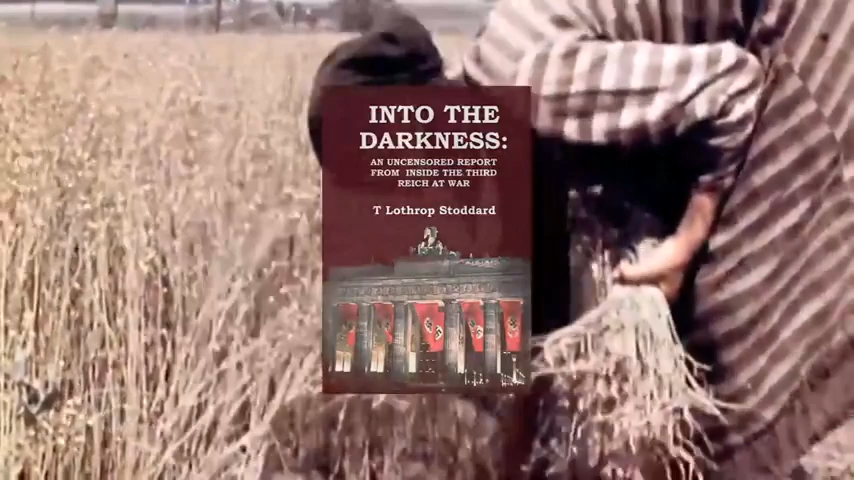 INTO THE
DARKNESS:
AN UNCENSORED REPORT
FROM INSIDE THE THIRD
REICH AT WAR
T Lothrop Stoddard